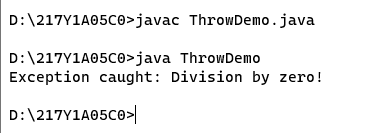 D:\217Y1A05C0>javac ThrowDemo.java
D:\217Y1A05C0>java ThrowDemo
Exception caught: Division by zero!
D:\217Y1A05C0>